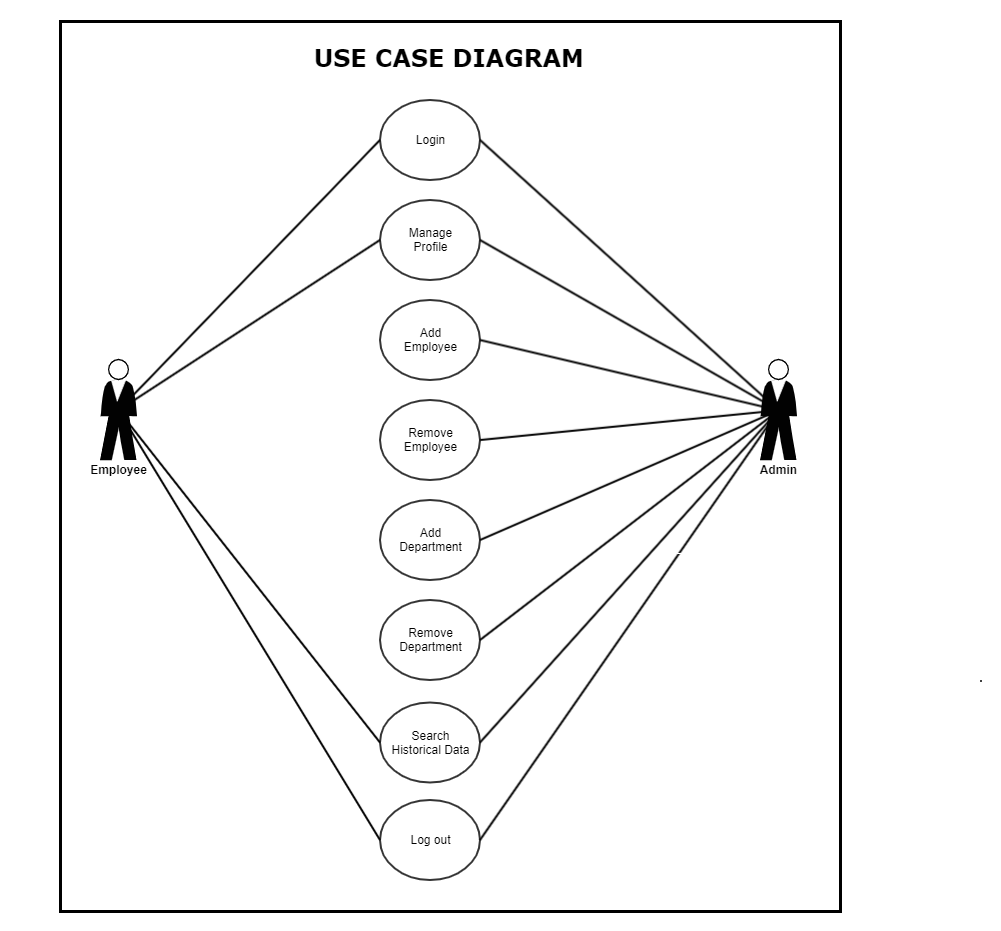 USE CASE DIAGRAM
Login
Manage
Profile
Add
Employee
Remove
Employee
Employee
Admin
Add
Department
Remove
Department
Search
Historical Data
Log out